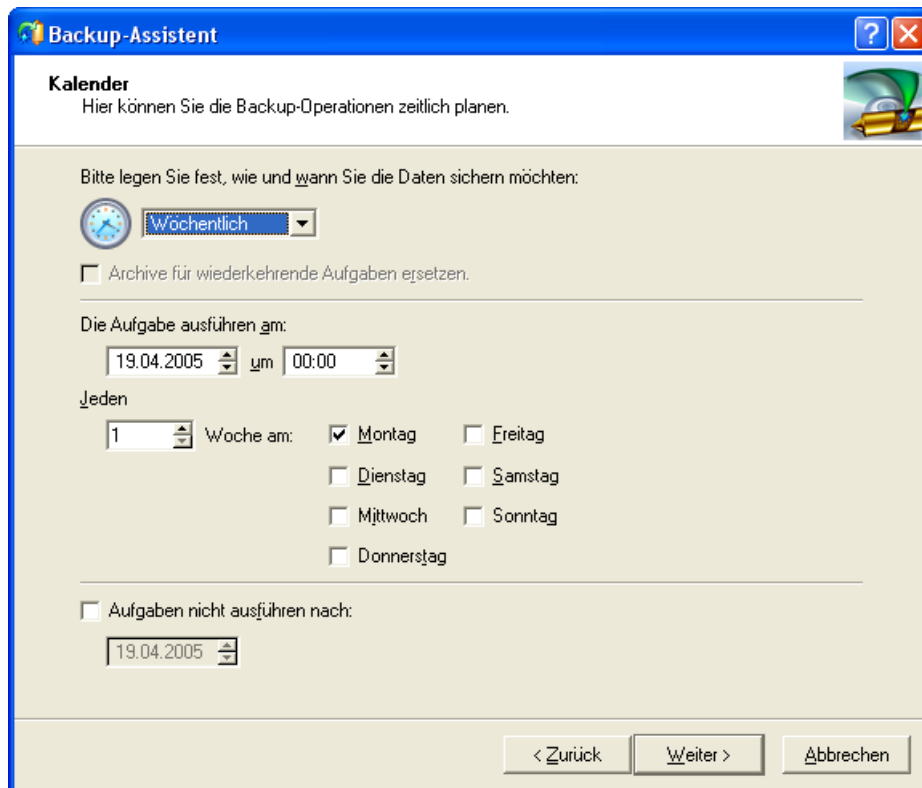 Backup-Assistent
Kalender
Hier können Sie die Backup-Operationen zeitlich planen.
Bitte legen Sie fest, wie und wann Sie die Daten sichern möchten:
Wöchentlich
Archive für wiederkehrende Aufgaben ersetzen.
Die Aufgabe ausführen am:
19.04.2005 um 00:00
Jeden
1 Woche am: Montag Freitag
Dienstag Samstag
Mittwoch Sonntag
Donnerstag
Aufgaben nicht ausführen nach:
19.04.2005
< Zurück Weiter > Abbrechen